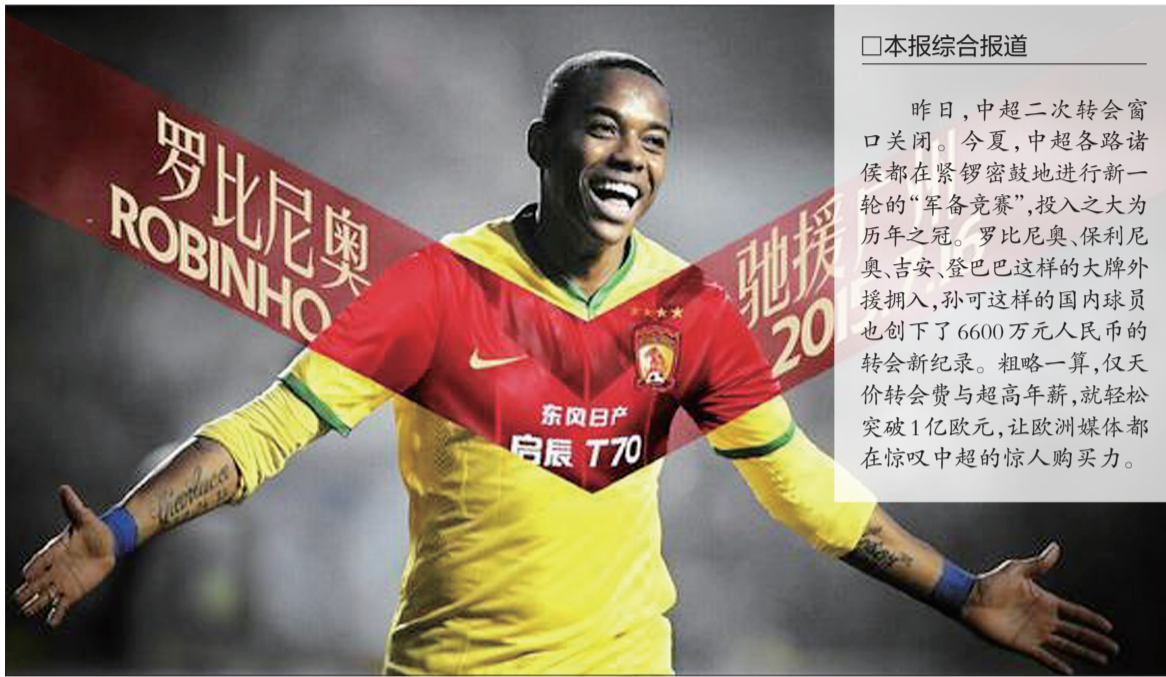 罗比尼奥
ROBINHO
驰援广州
2015.7.16
东风日产
启辰 T70
□本报综合报道
昨日,中超二次转会窗
口关闭。今夏,中超各路诸
侯都在紧锣密鼓地进行新一
轮的“军备竞赛”,投入之大为
历年之冠。罗比尼奥、保利尼
奥、吉安、登巴巴这样的大牌外
援拥入,孙可这样的国内球员
也创下了6600万元人民币的
转会新纪录。粗略一算,仅天
价转会费与超高年薪,就轻松
突破1亿欧元,让欧洲媒体都
在惊叹中超的惊人购买力。